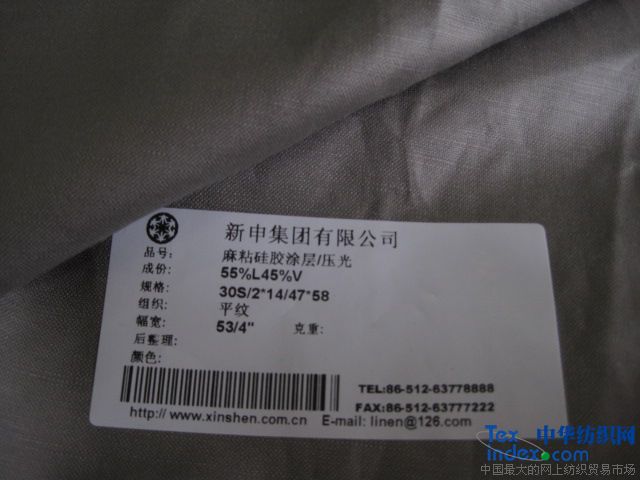 新申集团有限公司
品号: 麻粘硅胶涂层/压光
成份: 55%L45%V
规格: 30S/2*14/47*58
组织: 平纹
幅宽: 53/4" 克重:
后整理:
颜色:
TEL:86-512-63778888
FAX:86-512-63777222
http://www.xinshen.com.cn E-mail: linen@126.com
Tex 中华纺织网
index.com
中国最大的网上纺织贸易市场